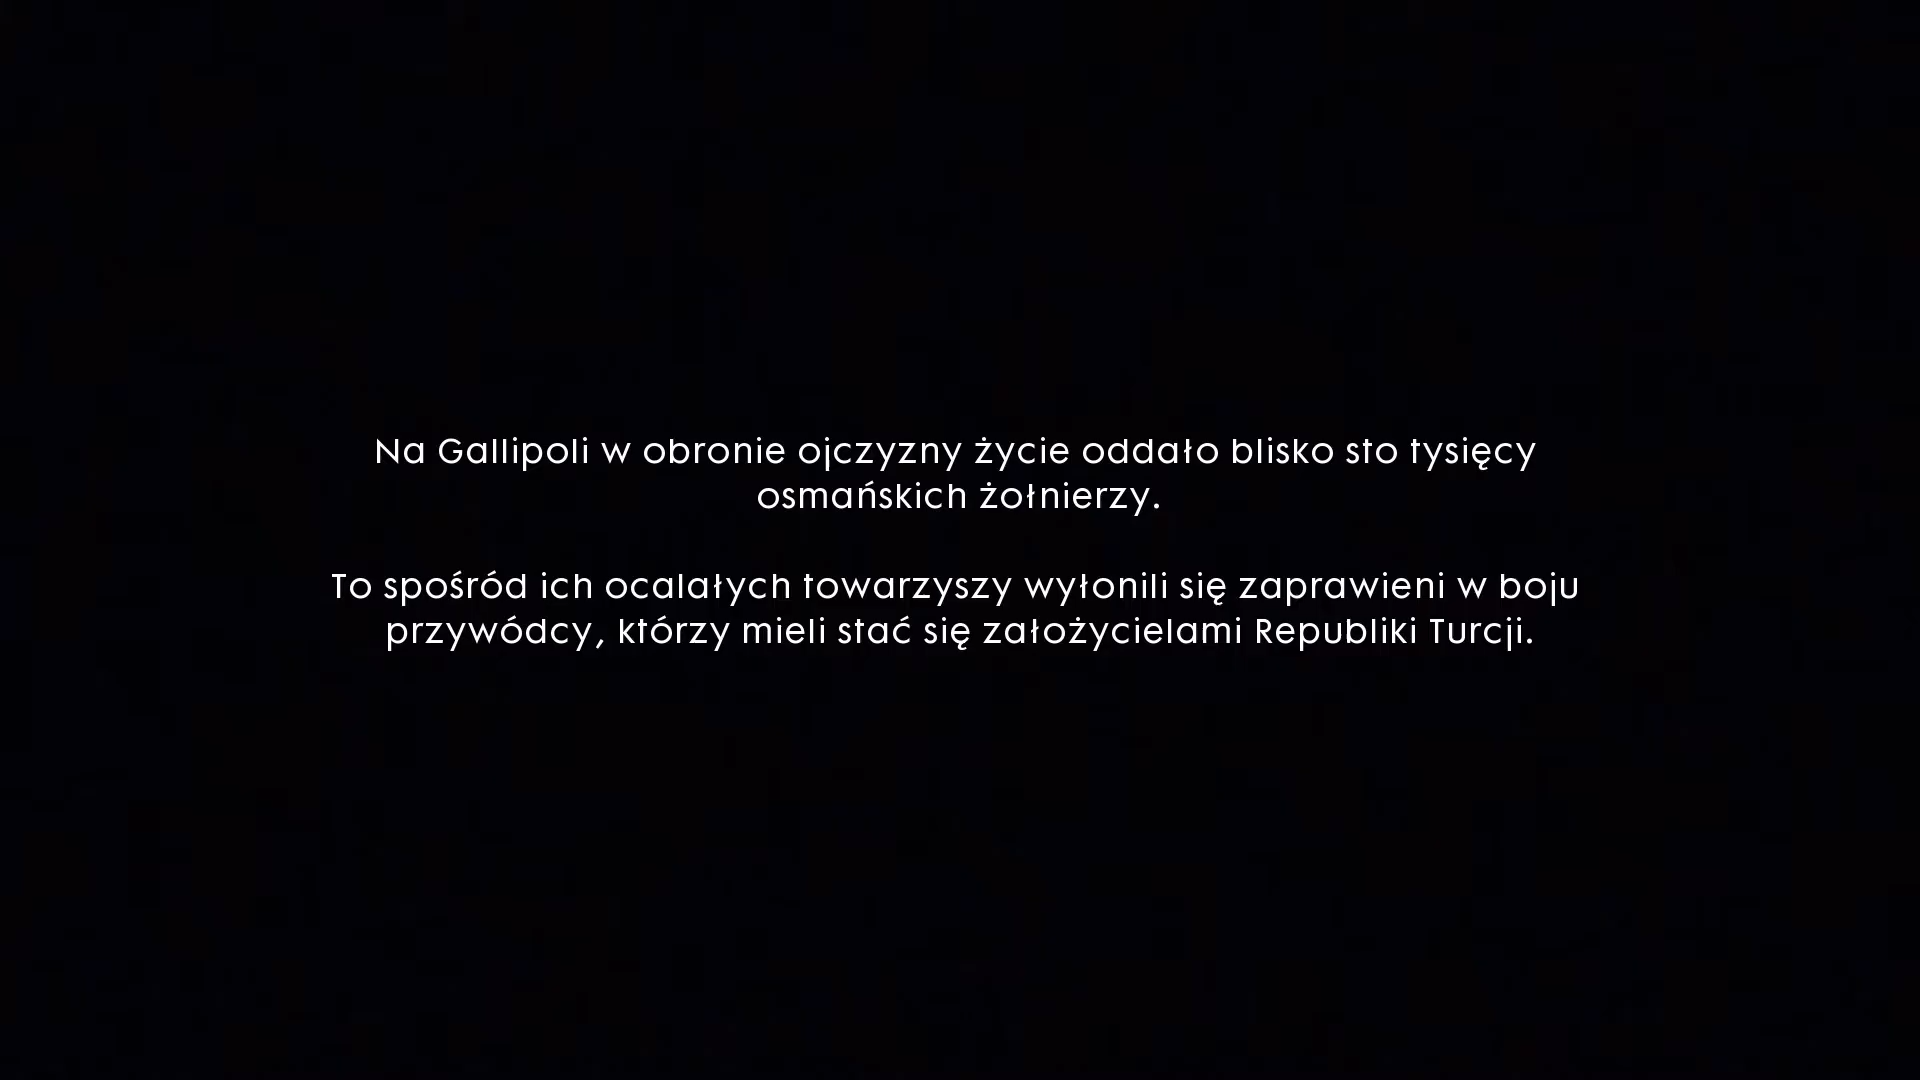 Na Gallipoli w obronie ojczyzny życie oddało blisko sto tysięcy
osmańskich żołnierzy.
To spośród ich ocalałych towarzyszy wyłonili się zaprawieni w boju
przywódcy, którzy mieli stać się założycielami Republiki Turcji.